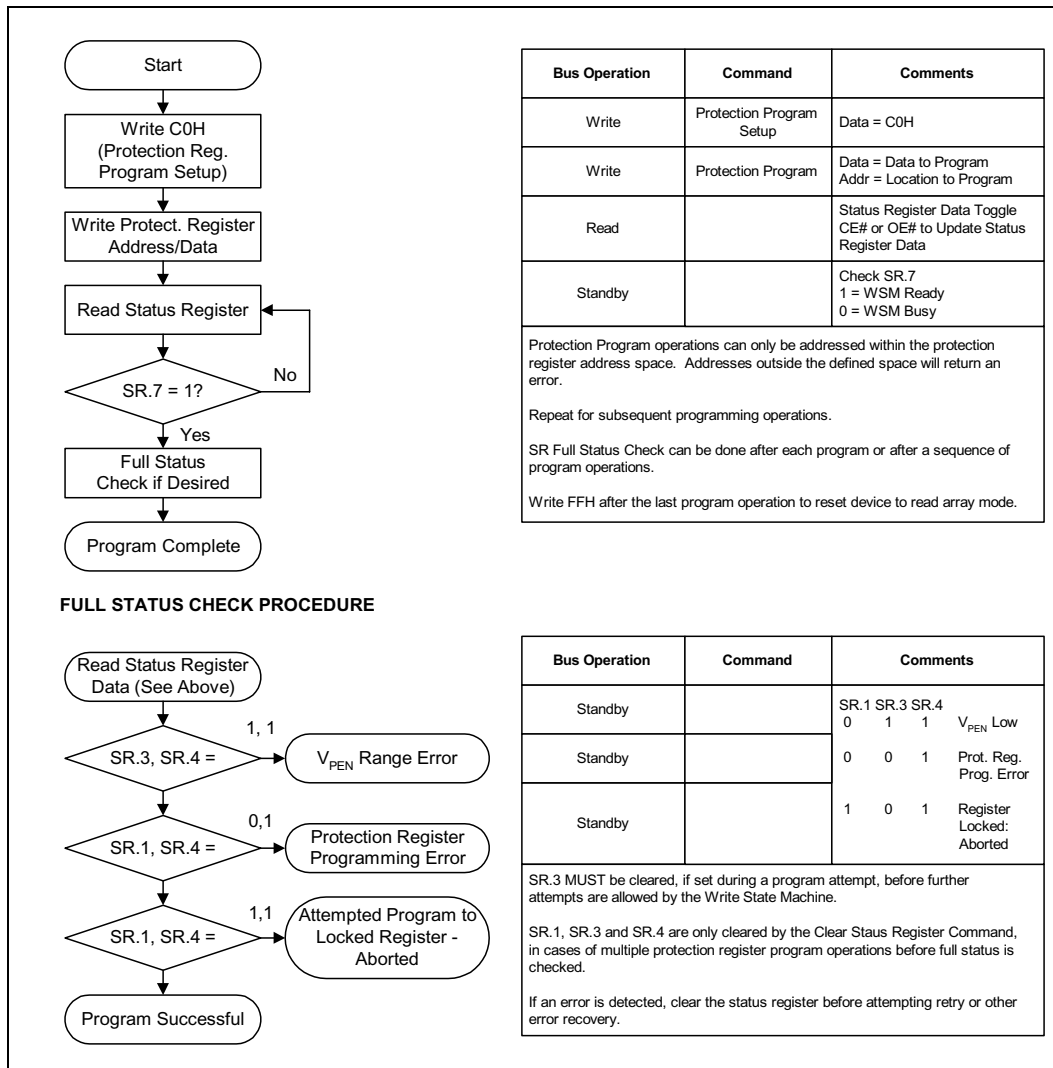 Start
Write C0H
(Protection Reg.
Program Setup)
Write Protect. Register
Address/Data
Read Status Register
No
SR.7 = 1?
Yes
Full Status
Check if Desired
Program Complete
Bus Operation Command Comments
Write Protection Program
Setup Data = C0H
Write Protection Program Data = Data to Program
Addr = Location to Program
Read Status Register Data Toggle
CE# or OE# to Update Status
Register Data
Standby Check SR.7
1 = WSM Ready
0 = WSM Busy
Protection Program operations can only be addressed within the protection
register address space. Addresses outside the defined space will return an
error.
Repeat for subsequent programming operations.
SR Full Status Check can be done after each program or after a sequence of
program operations.
Write FFH after the last program operation to reset device to read array mode.
FULL STATUS CHECK PROCEDURE
Read Status Register
Data (See Above)
1, 1
SR.3, SR.4 =
VPEN Range Error
0,1
SR.1, SR.4 =
Protection Register
Programming Error
1,1
SR.1, SR.4 =
Attempted Program to
Locked Register -
Aborted
Program Successful
Bus Operation Command Comments
Standby SR.1 SR.3 SR.4
0 1 1 VPEN Low
Standby 0 0 1 Prot. Reg.
Prog. Error
Standby 1 0 1 Register
Locked:
Aborted
SR.3 MUST be cleared, if set during a program attempt, before further
attempts are allowed by the Write State Machine.
SR.1, SR.3 and SR.4 are only cleared by the Clear Staus Register Command,
in cases of multiple protection register program operations before full status is
checked.
If an error is detected, clear the status register before attempting retry or other
error recovery.